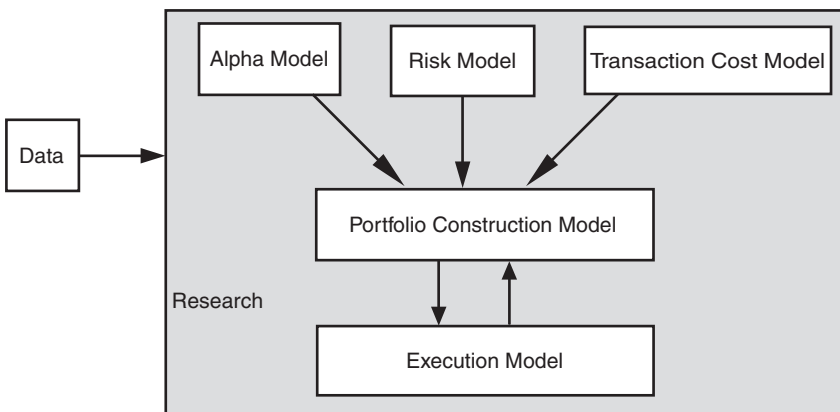 Alpha Model
Risk Model
Transaction Cost Model
Data
Portfolio Construction Model
Research
Execution Model